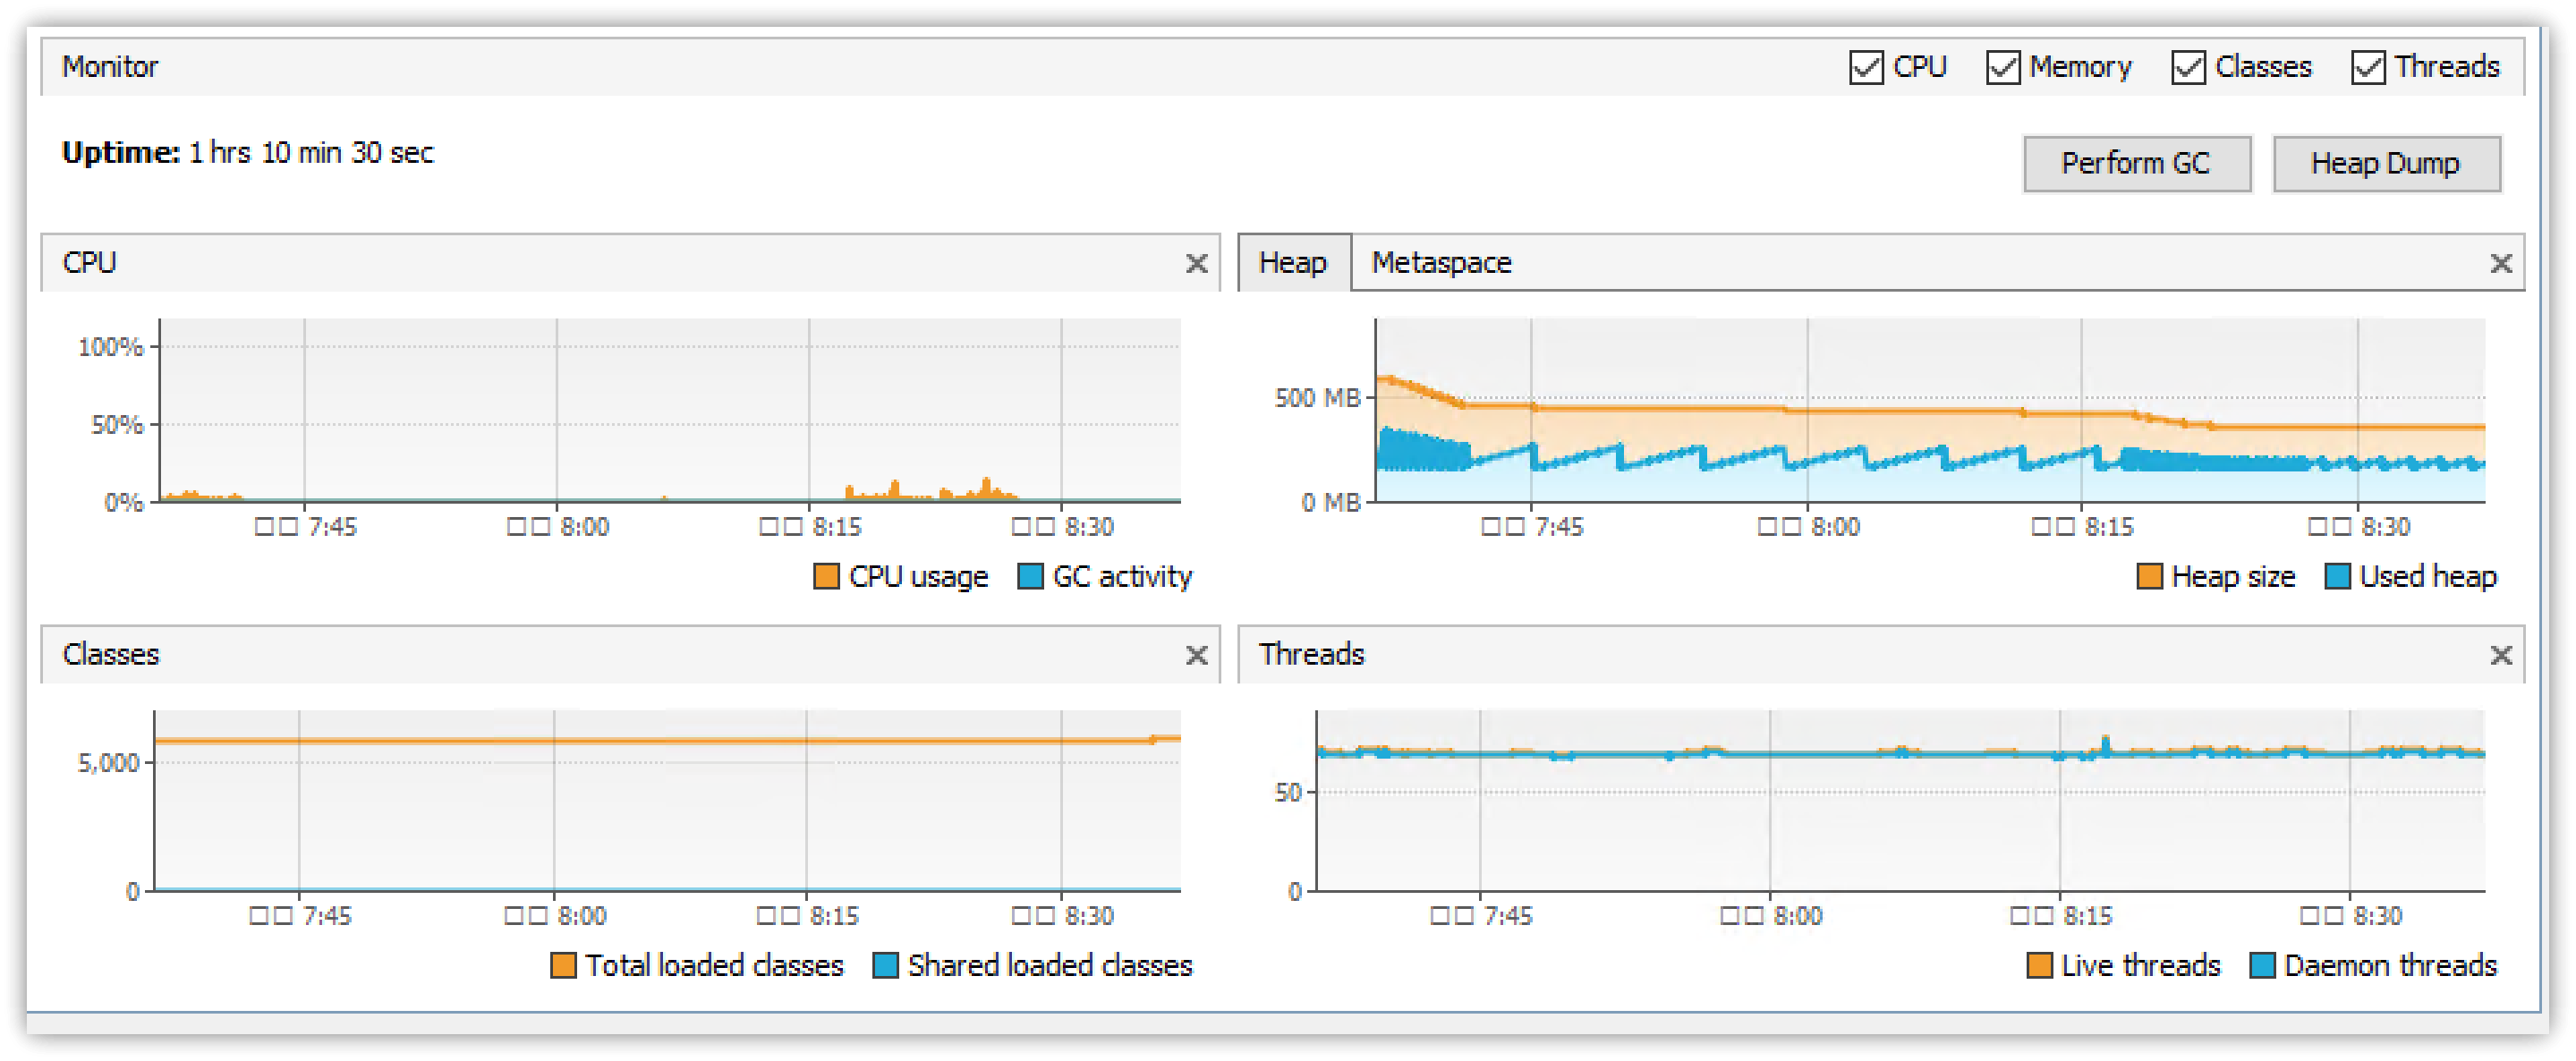 Monitor
CPU Memory Classes Threads
Uptime: 1 hrs 10 min 30 sec
Perform GC Heap Dump
CPU
100%
50%
0%
7:45 8:00 8:15 8:30
CPU usage GC activity
Heap Metaspace
500 MB
0 MB
7:45 8:00 8:15 8:30
Heap size Used heap
Classes
5,000
0
7:45 8:00 8:15 8:30
Total loaded classes Shared loaded classes
Threads
50
0
7:45 8:00 8:15 8:30
Live threads Daemon threads